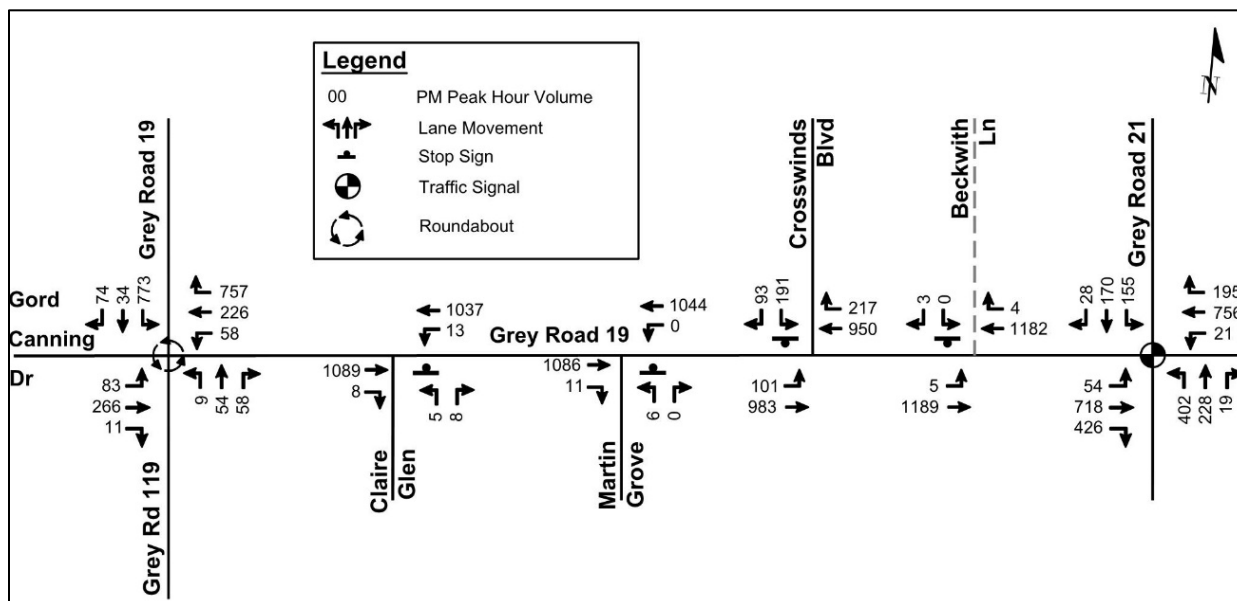 Legend
00 PM Peak Hour Volume
Lane Movement
Stop Sign
Traffic Signal
Roundabout
N
Grey Road 19
Crosswinds
Blvd
Beckwith
Ln
Grey Road 21
Gord
Canning
Dr
74 34 773
757
226
58
83
266
11
9 54 58
Grey Rd 119
1037
13
1089
8
5 8
Claire
Glen
Grey Road 19
1044
0
1086
11
6 0
Martin
Grove
93 191
217
950
101
983
3 0
4
1182
5
1189
28 170 155
195
756
21
54
718
426
402 228 19